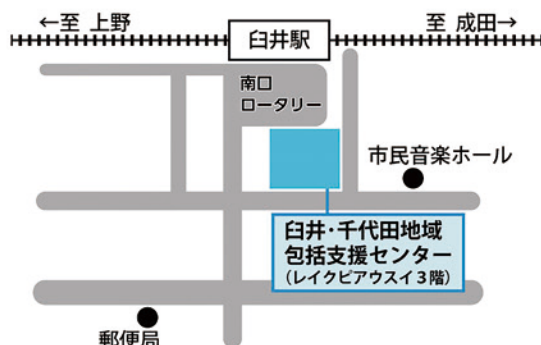 ←至 上野
臼井駅
至 成田→
南口
ロータリー
市民音楽ホール
臼井・千代田地域
包括支援センター
(レイクピアウスイ3階)
郵便局